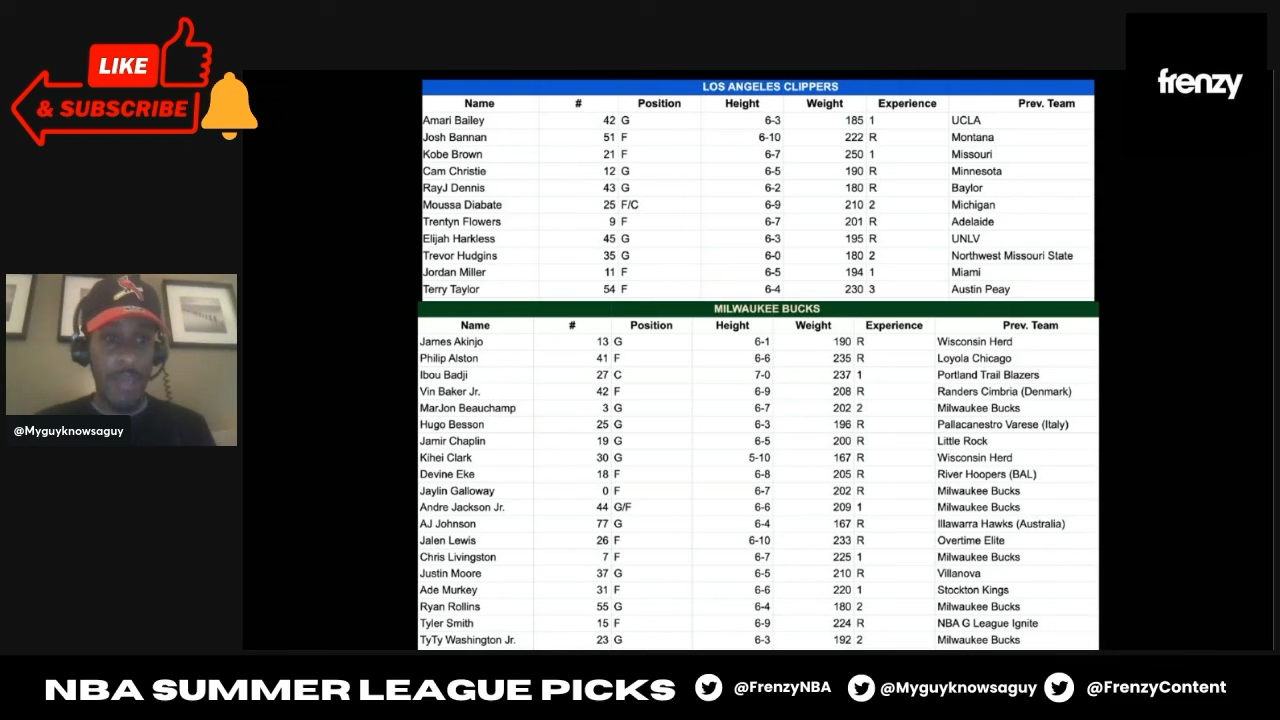 LIKE
& SUBSCRIBE
frenzy
LOS ANGELES CLIPPERS
Name # Position Height Weight Experience Prev. Team
Amari Bailey 42 G 6-3 185 1 UCLA
Josh Bannan 51 F 6-10 222 R Montana
Kobe Brown 21 F 6-7 250 1 Missouri
Cam Christie 12 G 6-5 190 R Minnesota
RayJ Dennis 43 G 6-2 180 R Baylor
Moussa Diabate 25 F/C 6-9 210 2 Michigan
Trentyn Flowers 9 F 6-7 201 R Adelaide
Elijah Harkless 45 G 6-3 195 R UNLV
Trevor Hudgins 35 G 6-0 180 2 Northwest Missouri State
Jordan Miller 11 F 6-5 194 1 Miami
Terry Taylor 54 F 6-4 230 3 Austin Peay
MILWAUKEE BUCKS
Name # Position Height Weight Experience Prev. Team
James Akinjo 13 G 6-1 190 R Wisconsin Herd
Philip Alston 41 F 6-6 235 R Loyola Chicago
Ibou Badji 27 C 7-0 237 1 Portland Trail Blazers
Vin Baker Jr. 42 F 6-9 208 R Randers Cimbria (Denmark)
MarJon Beauchamp 3 G 6-7 202 2 Milwaukee Bucks
Hugo Besson 25 G 6-3 196 R Pallacanestro Varese (Italy)
Jamir Chaplin 19 G 6-5 200 R Little Rock
Kihei Clark 30 G 5-10 167 R Wisconsin Herd
Devine Eke 18 F 6-8 205 R River Hoopers (BAL)
Jaylin Galloway 0 F 6-7 202 R Milwaukee Bucks
Andre Jackson Jr. 44 G/F 6-6 209 1 Milwaukee Bucks
AJ Johnson 77 G 6-4 167 R Illawarra Hawks (Australia)
Jalen Lewis 26 F 6-10 233 R Overtime Elite
Chris Livingston 7 F 6-7 225 1 Milwaukee Bucks
Justin Moore 37 G 6-5 210 R Villanova
Ade Murkey 31 F 6-6 220 1 Stockton Kings
Ryan Rollins 55 G 6-4 180 2 Milwaukee Bucks
Tyler Smith 15 F 6-9 224 R NBA G League Ignite
TyTy Washington Jr. 23 G 6-3 192 2 Milwaukee Bucks
@Myguyknowsaguy
NBA SUMMER LEAGUE PICKS @FrenzyNBA @Myguyknowsaguy @FrenzyContent